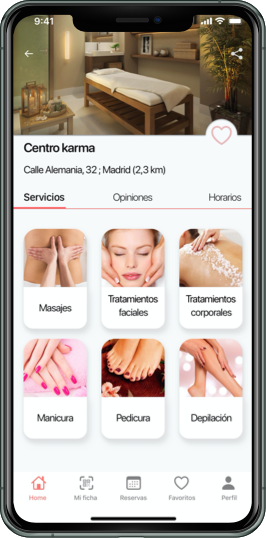 9:41
Centro karma
Calle Alemania, 32 ; Madrid (2,3 km)
Servicios Opiniones Horarios
Masajes
Tratamientos
faciales
Tratamientos
corporales
Manicura
Pedicura
Depilación
Home Mi ficha Reservas Favoritos Perfil